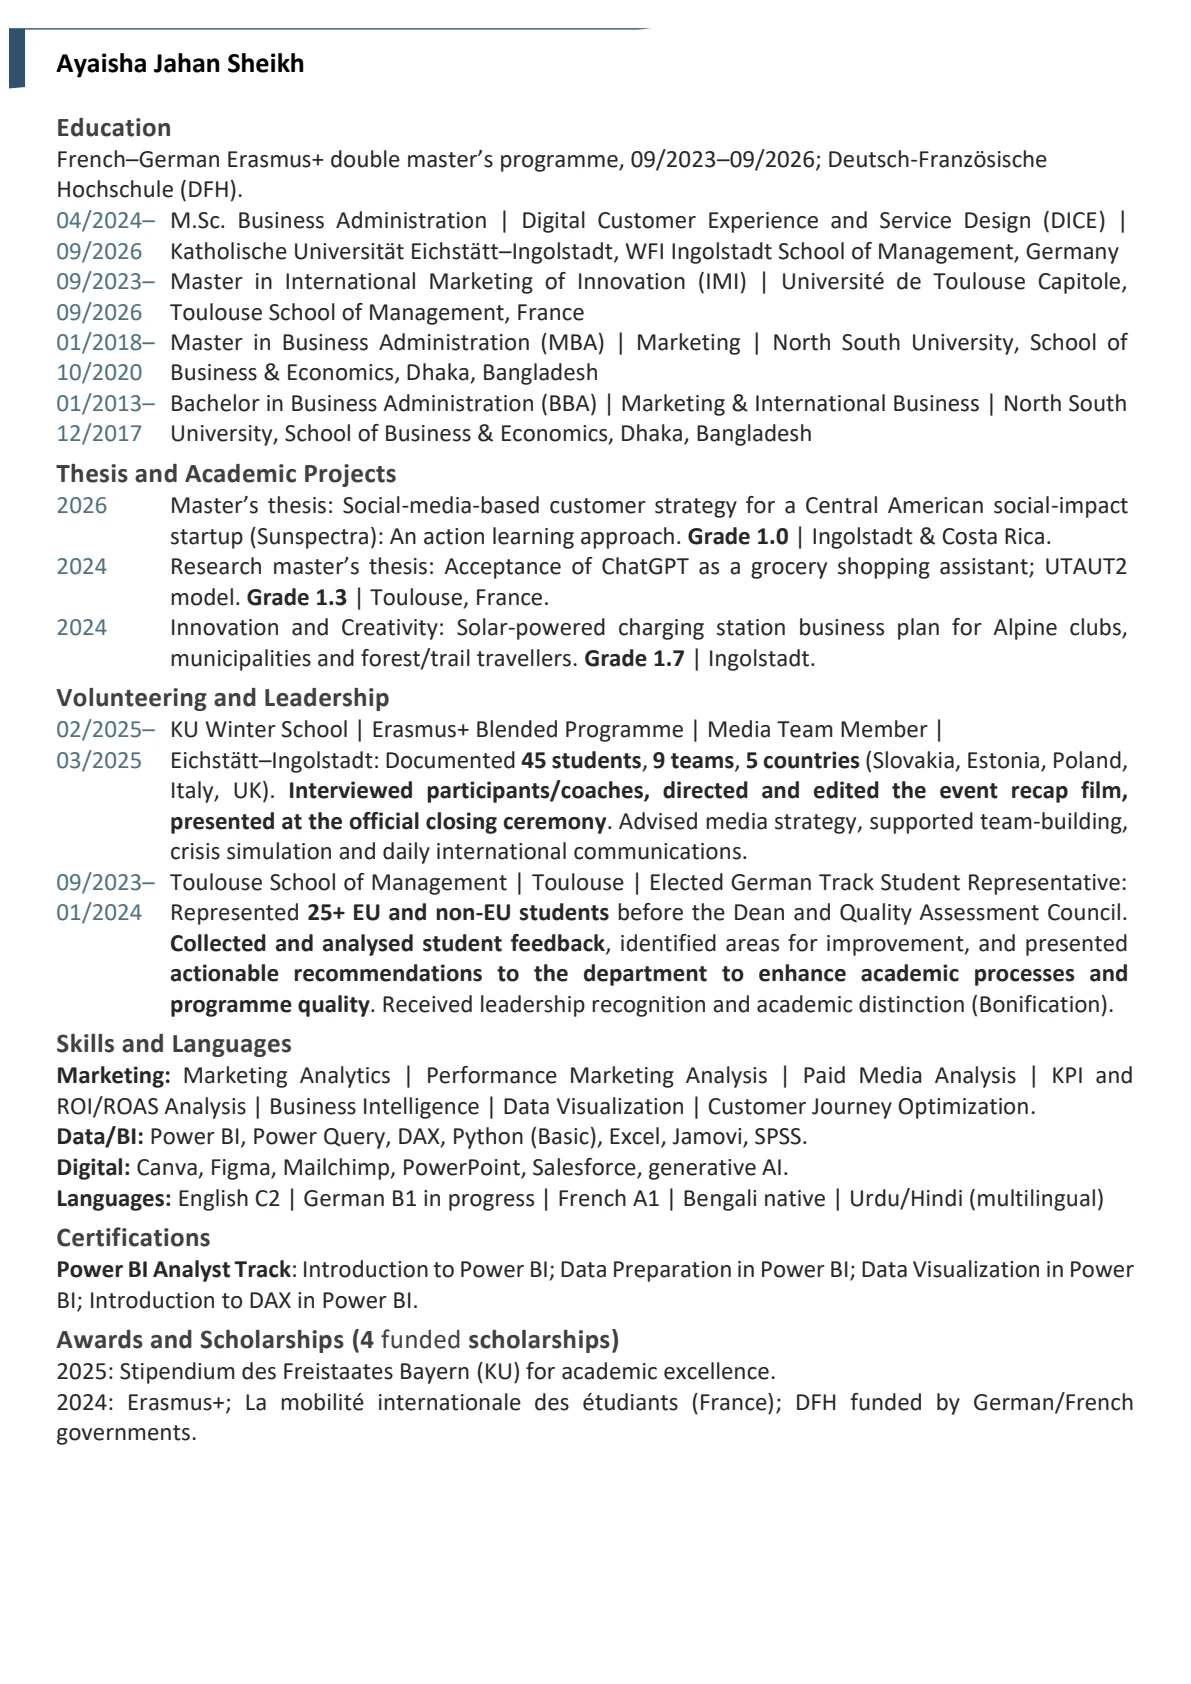 Ayaisha Jahan Sheikh
Education
French–German Erasmus+ double master’s programme, 09/2023–09/2026; Deutsch-Französische
Hochschule (DFH).
04/2024– M.Sc. Business Administration | Digital Customer Experience and Service Design (DICE) |
09/2026 Katholische Universität Eichstätt–Ingolstadt, WFI Ingolstadt School of Management, Germany
09/2023– Master in International Marketing of Innovation (IMI) | Université de Toulouse Capitole,
09/2026 Toulouse School of Management, France
01/2018– Master in Business Administration (MBA) | Marketing | North South University, School of
10/2020 Business & Economics, Dhaka, Bangladesh
01/2013– Bachelor in Business Administration (BBA) | Marketing & International Business | North South
12/2017 University, School of Business & Economics, Dhaka, Bangladesh
Thesis and Academic Projects
2026 Master’s thesis: Social-media-based customer strategy for a Central American social-impact
startup (Sunspectra): An action learning approach. Grade 1.0 | Ingolstadt & Costa Rica.
2024 Research master’s thesis: Acceptance of ChatGPT as a grocery shopping assistant; UTAUT2
model. Grade 1.3 | Toulouse, France.
2024 Innovation and Creativity: Solar-powered charging station business plan for Alpine clubs,
municipalities and forest/trail travellers. Grade 1.7 | Ingolstadt.
Volunteering and Leadership
02/2025– KU Winter School | Erasmus+ Blended Programme | Media Team Member |
03/2025 Eichstätt–Ingolstadt: Documented 45 students, 9 teams, 5 countries (Slovakia, Estonia, Poland,
Italy, UK). Interviewed participants/coaches, directed and edited the event recap film,
presented at the official closing ceremony. Advised media strategy, supported team-building,
crisis simulation and daily international communications.
09/2023– Toulouse School of Management | Toulouse | Elected German Track Student Representative:
01/2024 Represented 25+ EU and non-EU students before the Dean and Quality Assessment Council.
Collected and analysed student feedback, identified areas for improvement, and presented
actionable recommendations to the department to enhance academic processes and
programme quality. Received leadership recognition and academic distinction (Bonification).
Skills and Languages
Marketing: Marketing Analytics | Performance Marketing Analysis | Paid Media Analysis | KPI and
ROI/ROAS Analysis | Business Intelligence | Data Visualization | Customer Journey Optimization.
Data/BI: Power BI, Power Query, DAX, Python (Basic), Excel, Jamovi, SPSS.
Digital: Canva, Figma, Mailchimp, PowerPoint, Salesforce, generative AI.
Languages: English C2 | German B1 in progress | French A1 | Bengali native | Urdu/Hindi (multilingual)
Certifications
Power BI Analyst Track: Introduction to Power BI; Data Preparation in Power BI; Data Visualization in Power
BI; Introduction to DAX in Power BI.
Awards and Scholarships (4 funded scholarships)
2025: Stipendium des Freistaates Bayern (KU) for academic excellence.
2024: Erasmus+; La mobilité internationale des étudiants (France); DFH funded by German/French
governments.